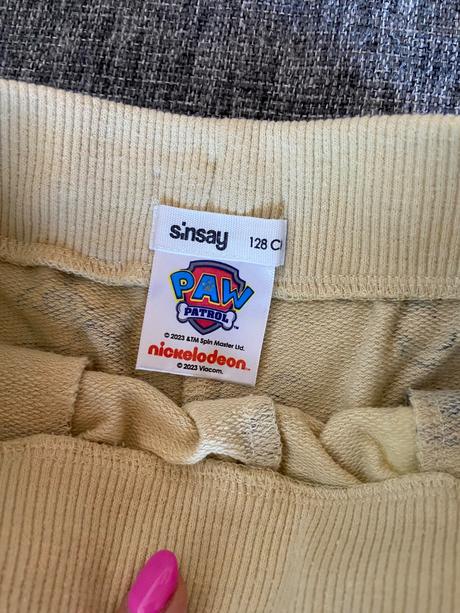 sinsay
128 C
PAW
PATROL
© 2023 &TM Spin Master Ltd.
nickelodeon
© 2023 Viacom.